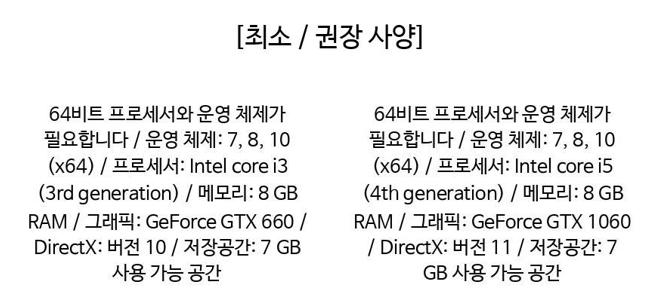 [최소 / 권장 사양]
64비트 프로세서와 운영 체제가
필요합니다 / 운영 체제: 7, 8, 10
(x64) / 프로세서: Intel core i3
(3rd generation) / 메모리: 8 GB
RAM / 그래픽: GeForce GTX 660 /
DirectX: 버전 10 / 저장공간: 7 GB
사용 가능 공간
64비트 프로세서와 운영 체제가
필요합니다 / 운영 체제: 7, 8, 10
(x64) / 프로세서: Intel core i5
(4th generation) / 메모리: 8 GB
RAM / 그래픽: GeForce GTX 1060
/ DirectX: 버전 11 / 저장공간: 7
GB 사용 가능 공간